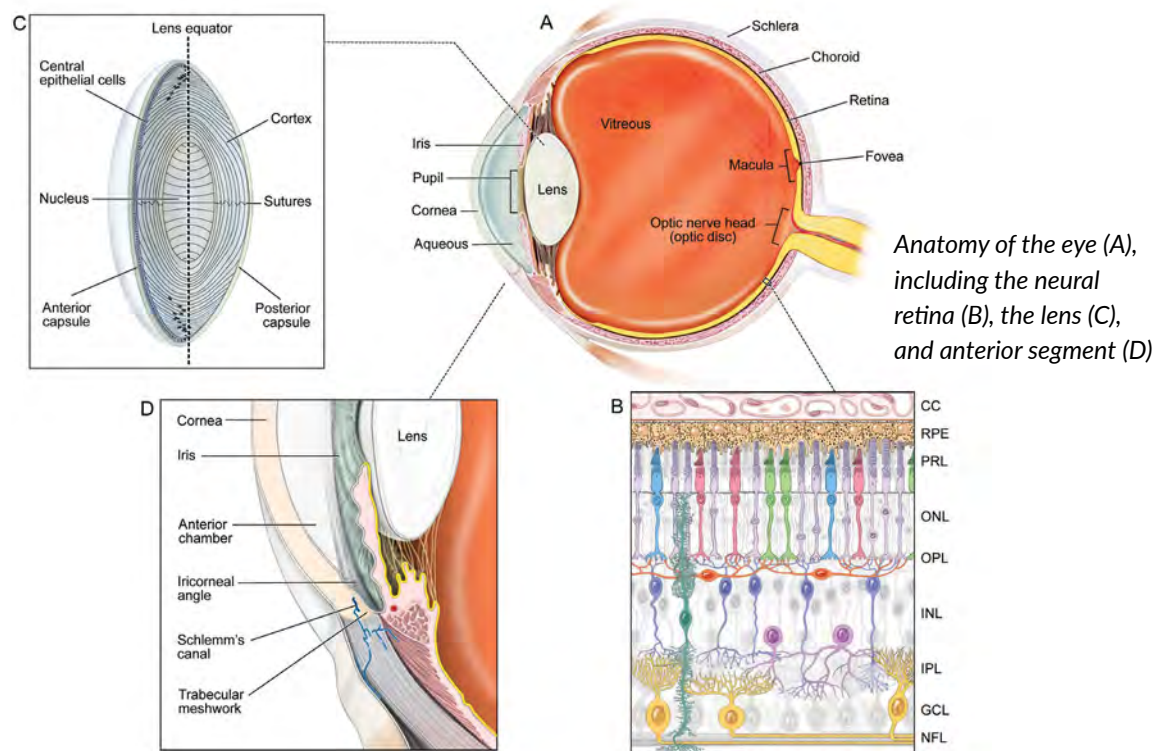 C
Lens equator
Central
epithelial cells
Cortex
Nucleus
Sutures
Anterior
capsule
Posterior
capsule
A
Schlera
Choroid
Retina
Vitreous
Iris
Macula
Fovea
Pupil
Lens
Cornea
Optic nerve head
(optic disc)
Aqueous
Anatomy of the eye (A),
including the neural
retina (B), the lens (C),
and anterior segment (D)
D
Cornea
Lens
Iris
Anterior
chamber
Iricorneal
angle
Schlemm's
canal
Trabecular
meshwork
B
CC
RPE
PRL
ONL
OPL
INL
IPL
GCL
NFL